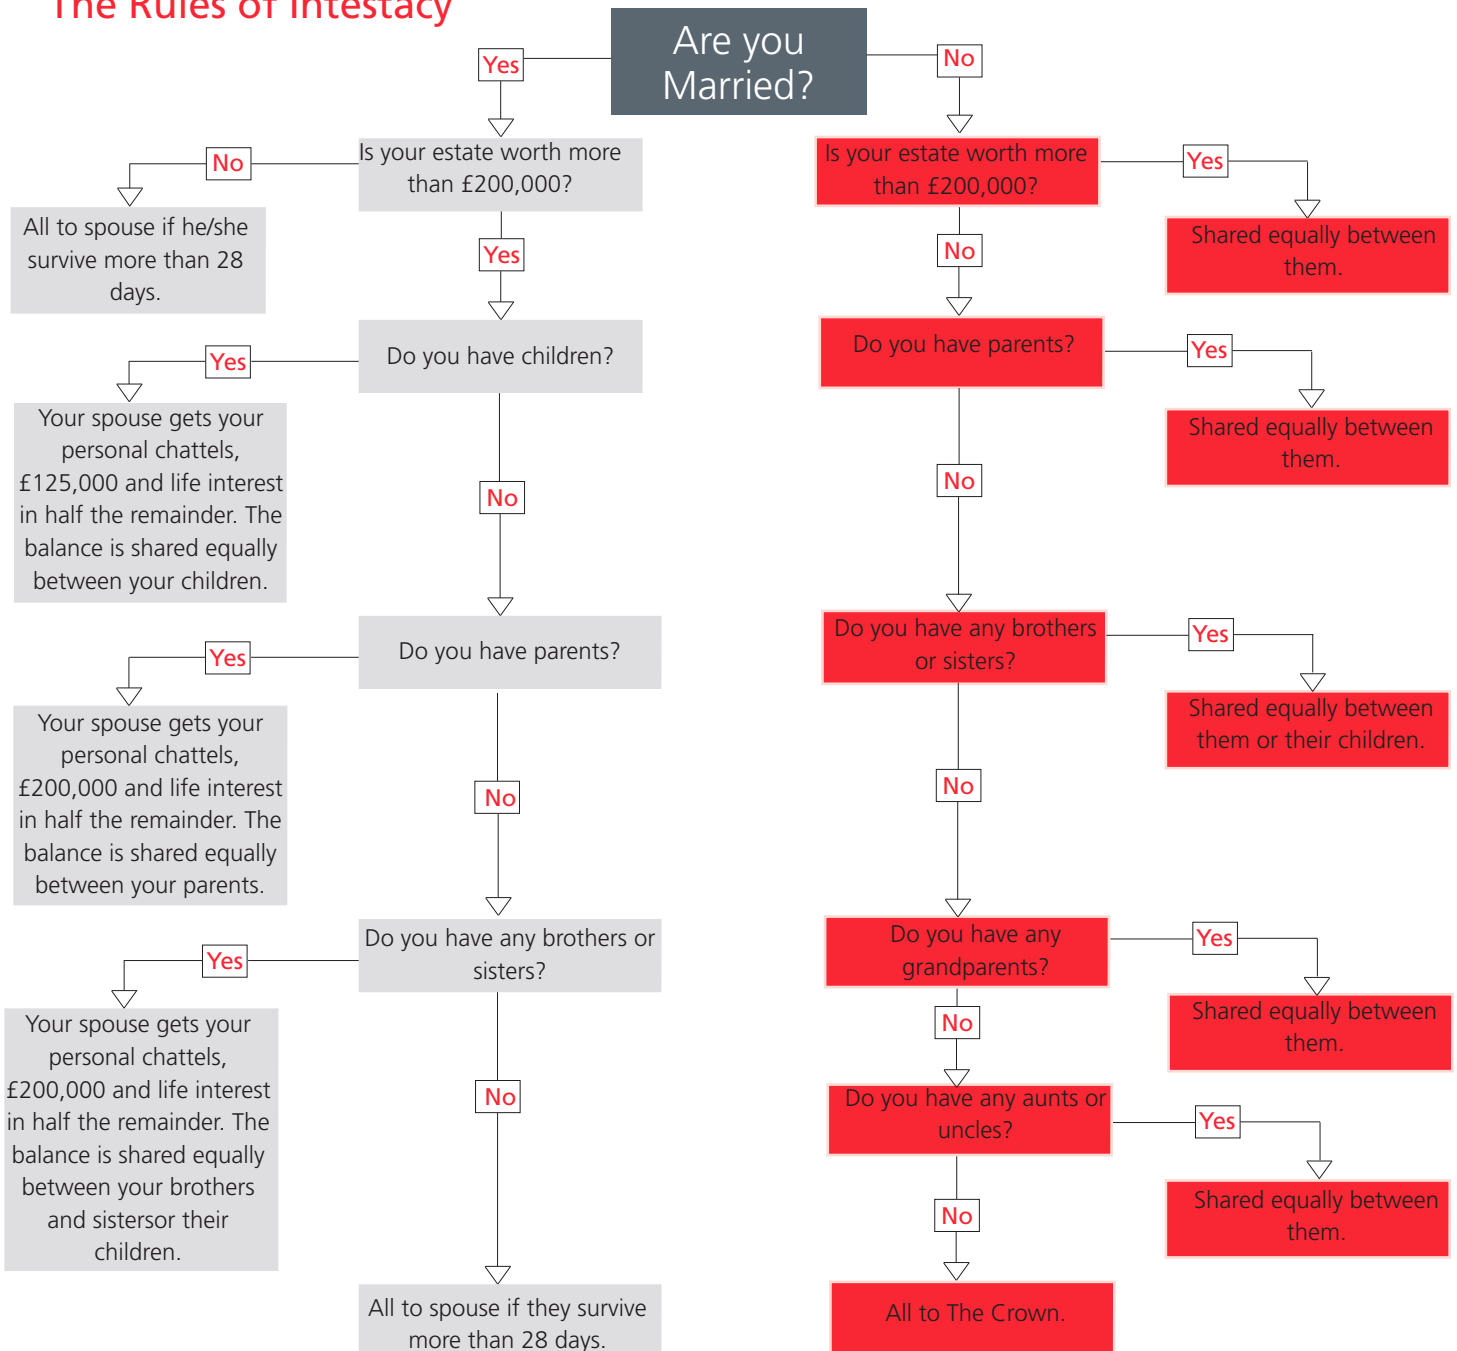 The Rules of Intestacy
Are you
Married?
Yes
No
Is your estate worth more
than £200,000?
No
All to spouse if he/she
survive more than 28
days.
Yes
Do you have children?
Yes
Your spouse gets your
personal chattels,
£125,000 and life interest
in half the remainder. The
balance is shared equally
between your children.
No
Do you have parents?
Yes
Your spouse gets your
personal chattels,
£200,000 and life interest
in half the remainder. The
balance is shared equally
between your parents.
No
Do you have any brothers or
sisters?
Yes
Your spouse gets your
personal chattels,
£200,000 and life interest
in half the remainder. The
balance is shared equally
between your brothers
and sistersor their
children.
No
All to spouse if they survive
more than 28 days.
Is your estate worth more
than £200,000?
Yes
Shared equally between
them.
No
Do you have parents?
Yes
Shared equally between
them.
No
Do you have any brothers
or sisters?
Yes
Shared equally between
them or their children.
No
Do you have any
grandparents?
Yes
Shared equally between
them.
No
Do you have any aunts or
uncles?
Yes
Shared equally between
them.
No
All to The Crown.